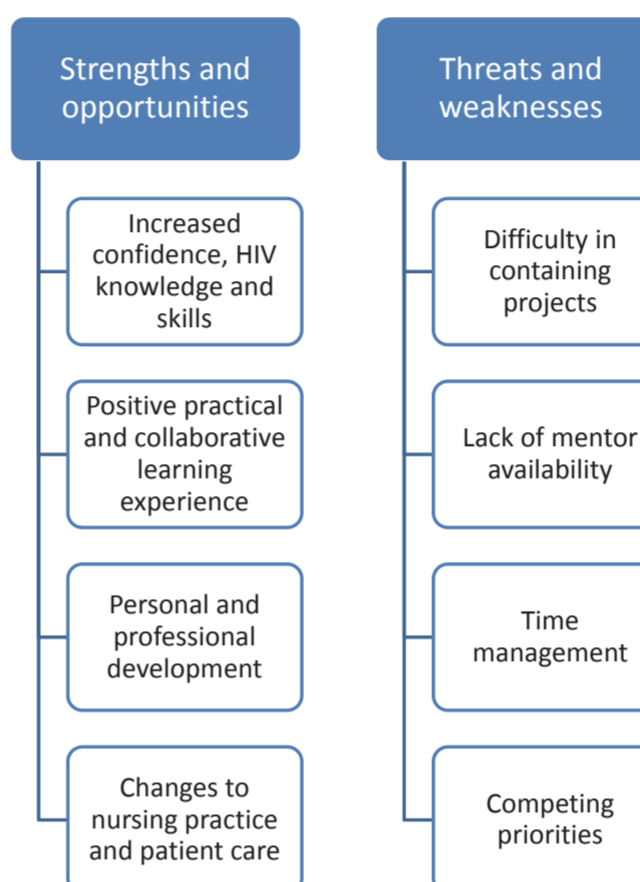 Strengths and
opportunities
Increased
confidence, HIV
knowledge and
skills
Positive practical
and collaborative
learning
experience
Personal and
professional
development
Changes to
nursing practice
and patient care
Threats and
weaknesses
Difficulty in
containing
projects
Lack of mentor
availability
Time
management
Competing
priorities